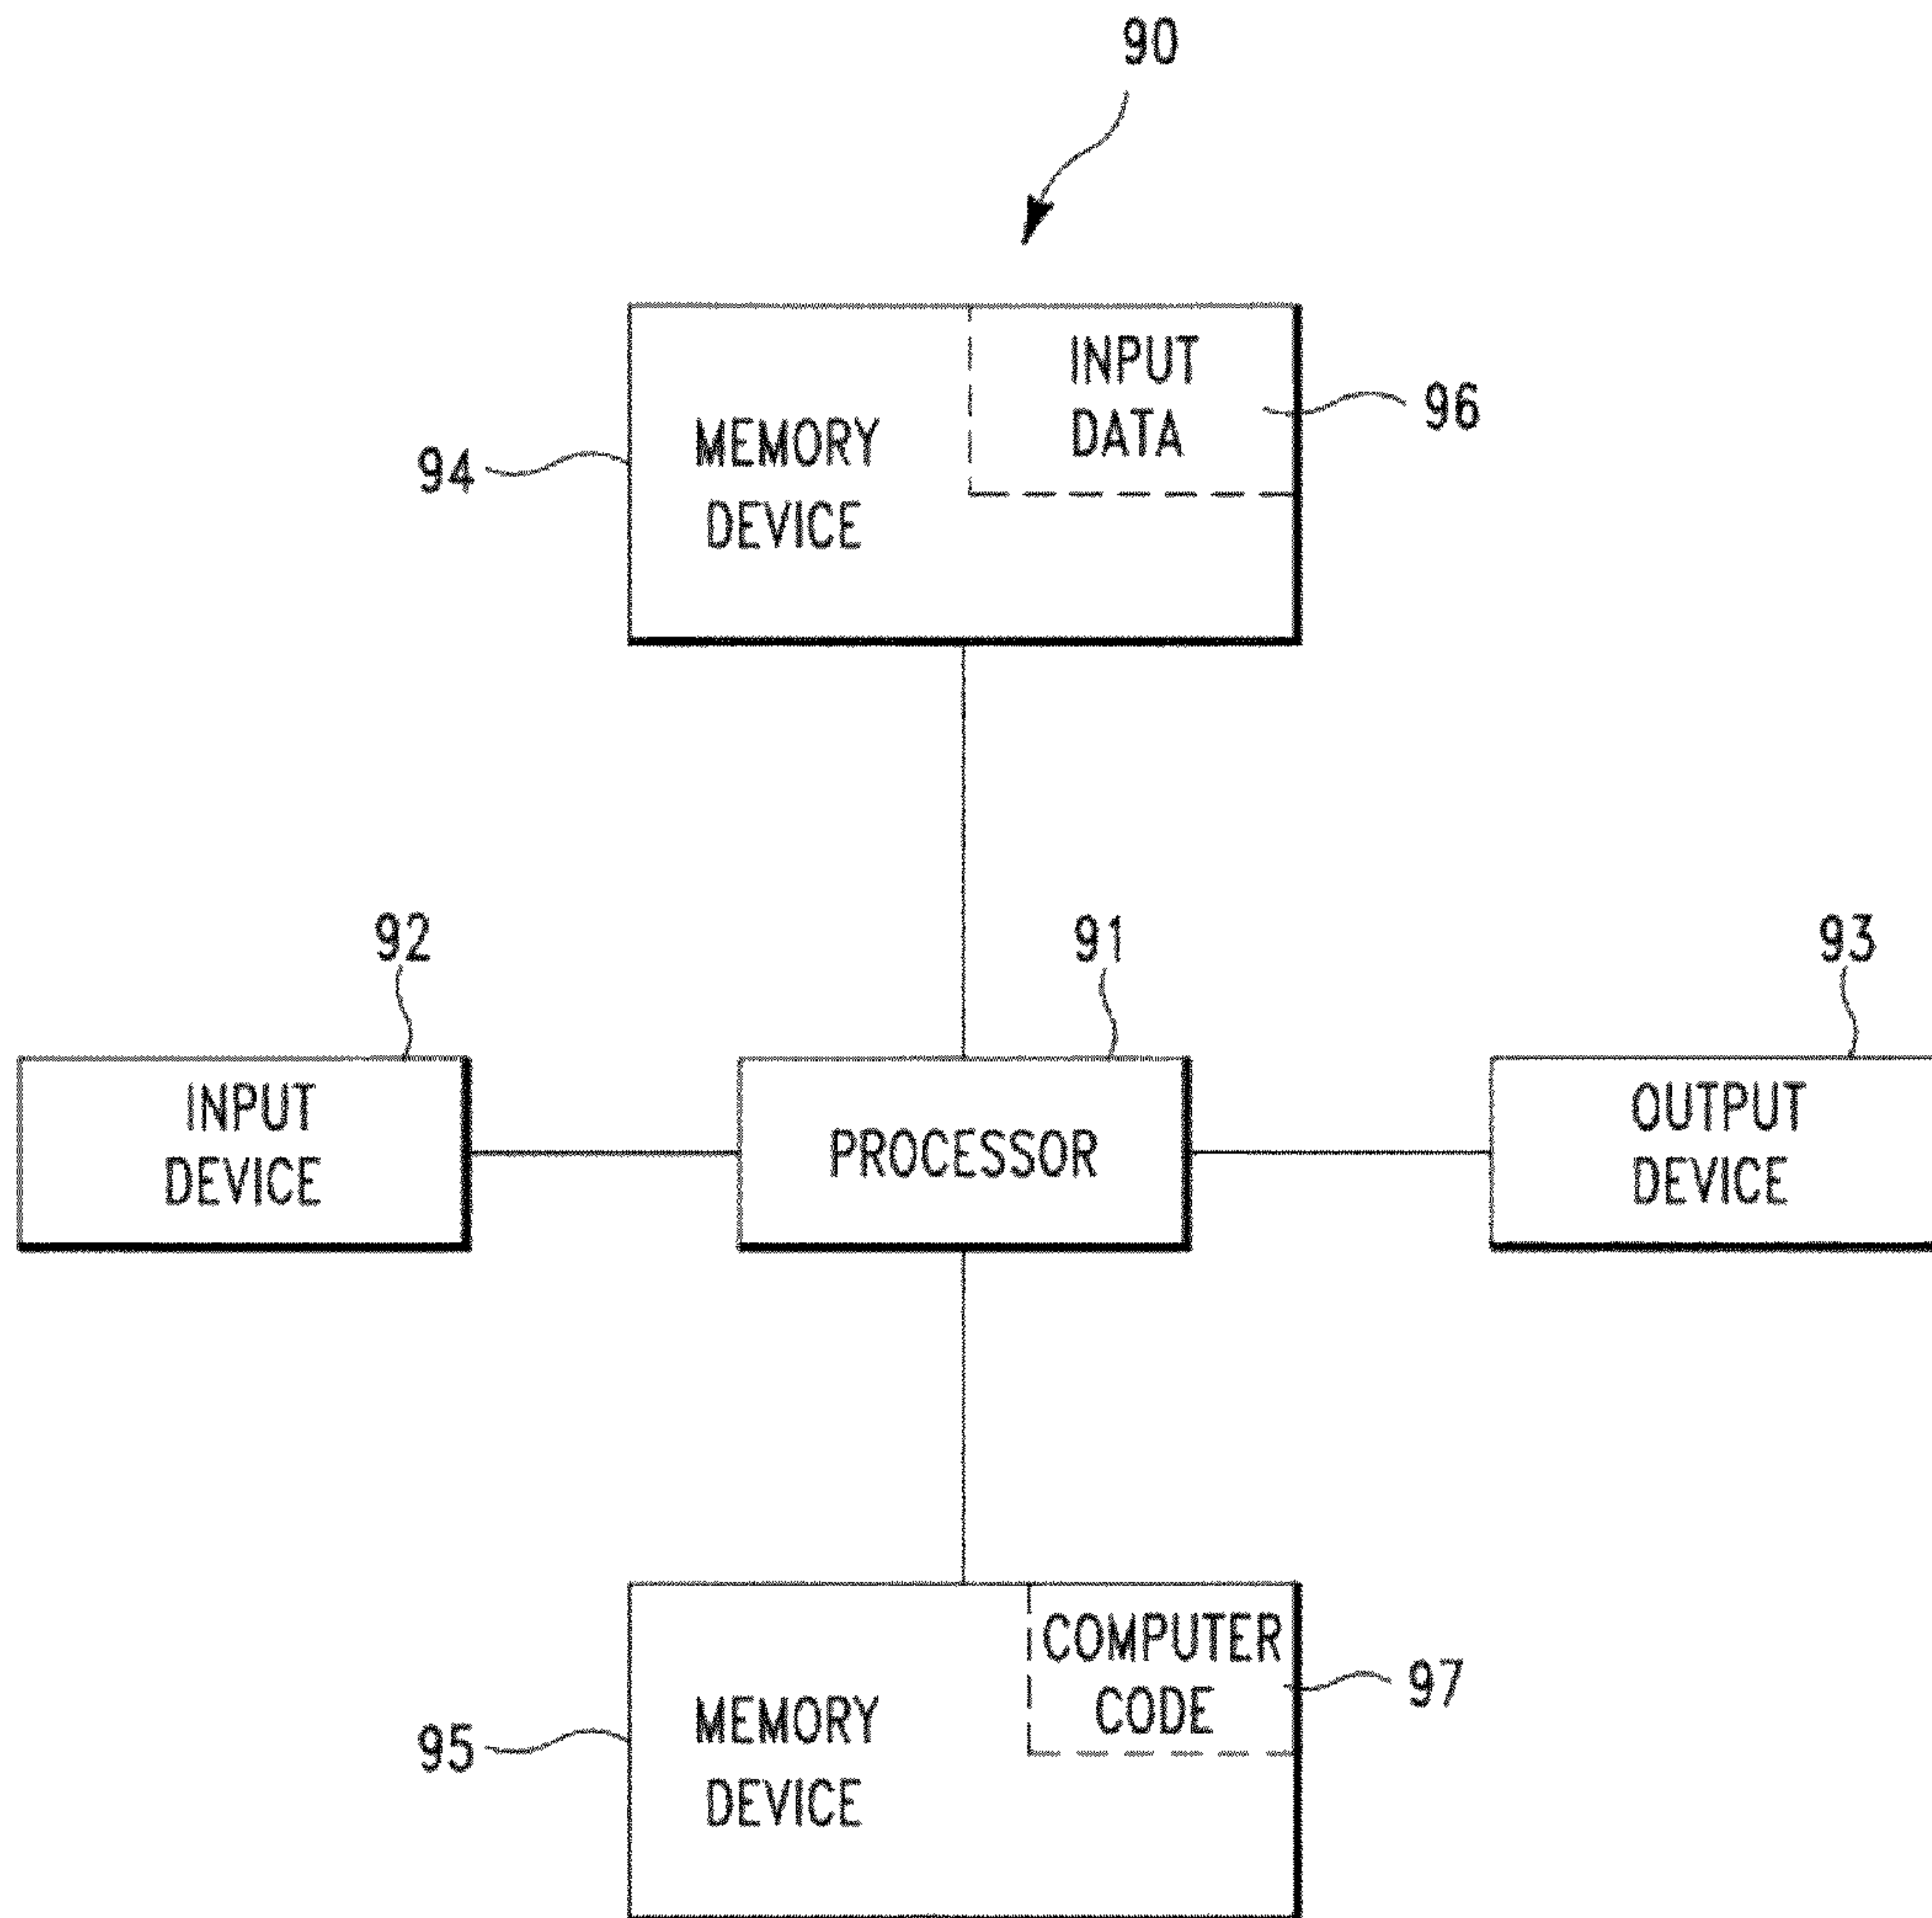 90
INPUT
DATA
96
94
MEMORY
DEVICE
92
91
93
INPUT
DEVICE
PROCESSOR
OUTPUT
DEVICE
COMPUTER
CODE
97
95
MEMORY
DEVICE